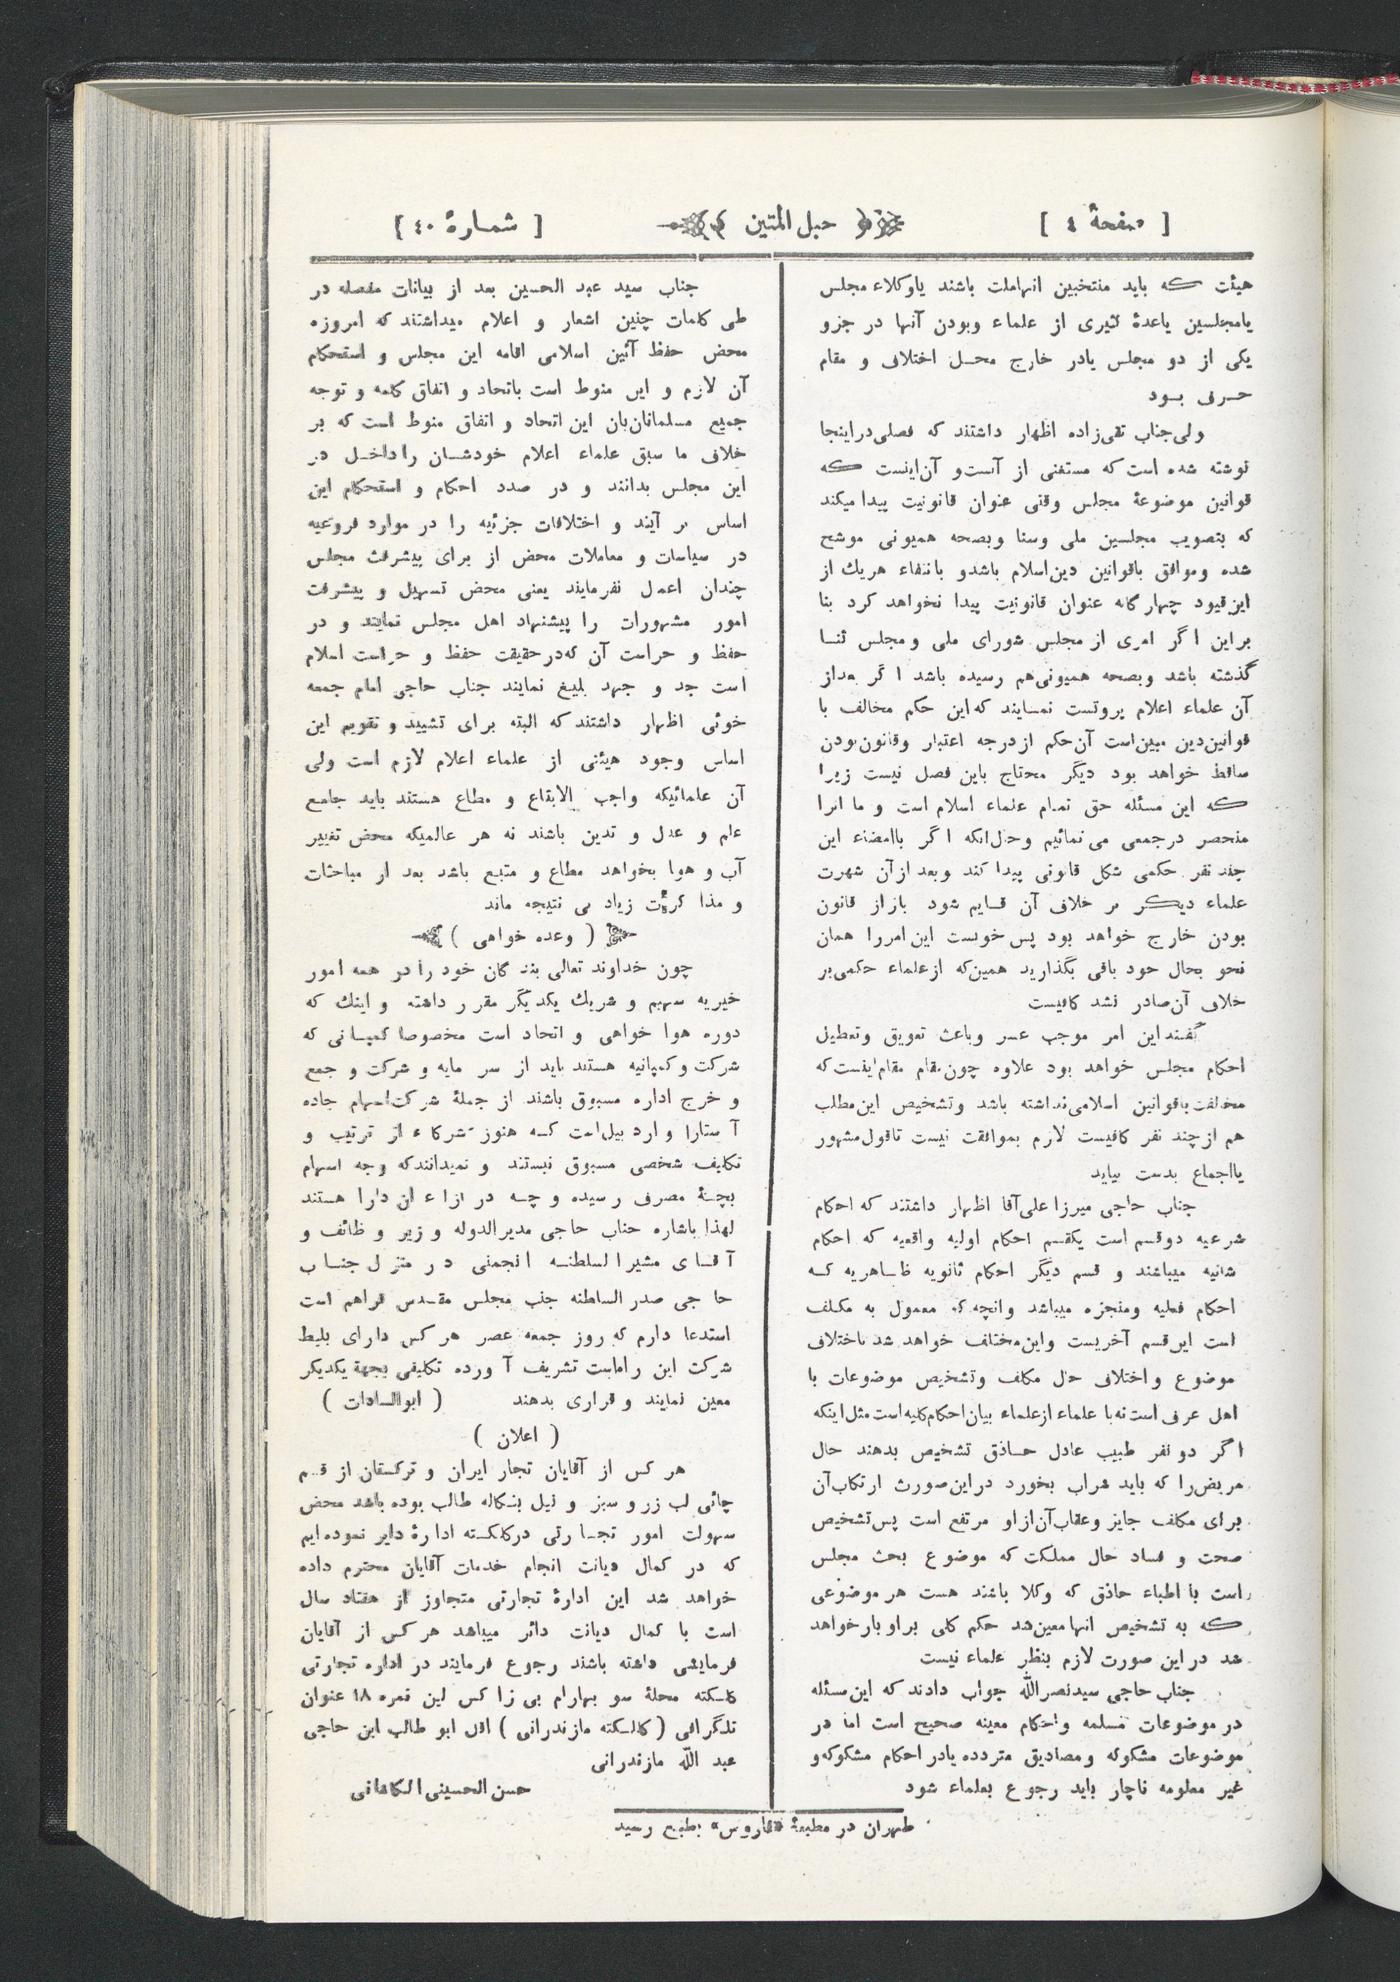 [ صفحهٔ ٤ ]
﴿ حبل المتین ﴾
[ شمارهٔ ٤٠ ]
هیئت که باید منتخبین انهاملت باشند یاوکلاء مجلس
یامجلسین یاعدهٔ کثیری از علماء وبودن آنها در جزو
یکی از دو مجلس یادر خارج محل اختلاف و مقام
حرف بود
ولی جناب تقی زاده اظهار داشتند که فصلی دراینجا
نوشته شده است که مستغنی از آنست و آن اینست که
قوانین موضوعهٔ مجلس وقتی عنوان قانونیت پیدا میکند
که بتصویب مجلسین ملی وسنا وبصحه همیونی موشح
شده وموافق باقوانین دین اسلام باشدو بانتفاء هریك از
این قیود چهارگانه عنوان قانونیت پیدا نخواهد کرد بنا
براین اگر امری از مجلس شورای ملی ومجلس ثنا
گذشته باشد وبصحه همیونی هم رسیده باشد اگر بعداز
آن علماء اعلام پروتست نمایند که این حکم مخالف با
قوانین دین مبین است آن حکم ازدرجه اعتبار وقانون بودن
ساقط خواهد بود دیگر محتاج باین فصل نیست زیرا
که این مسئله حق تمام علماء اسلام است و ما انرا
منحصر درجمعی می نمائیم وحال انکه اگر باامضاء این
چند نفر حکمی شکل قانونی پیدا کند وبعد ازآن شهرت
علماء دیگر بر خلاف آن قایم شود باز از قانون
بودن خارج خواهد بود پس خوبست این امررا همان
نحو بحال خود باقی بگذارید همین که ازعلماء حکمی بر
خلاف آن صادر نشد کافیست
گفتند این امر موجب عسر وباعث تعویق وتعطیل
احکام مجلس خواهد بود علاوه چون مقام مقام اینست که
مخالفت باقوانین اسلامی نداشته باشد وتشخیص این مطلب
هم ازچند نفر کافیست لازم بموافقت نیست تاقول مشهور
یااجماع بدست بیاید
جناب حاجی میرزا علی آقا اظهار داشتند که احکام
شرعیه دوقسم است یکقسم احکام اولیه واقعیه که احکام
شانیه میباشند و قسم دیگر احکام ثانویه ظاهریه که
احکام فعلیه ومنجزه میباشد وانچه که معمول به مکلف
است این قسم آخریست واین مختلف خواهد شد باختلاف
موضوع واختلاف حال مکلف وتشخیص موضوعات با
اهل عرف است نه با علماء ازعلماء بیان احکام کلیه است مثل اینکه
اگر دو نفر طبیب عادل حاذق تشخیص بدهند حال
مریض را که باید شراب بخورد دراین صورت ارتکاب آن
برای مکلف جایز وعقاب آن ازاو مرتفع است پس تشخیص
صحت و فساد حال مملکت که موضوع بحث مجلس
است با اطباء حاذق که وکلا باشند هست هر موضوعی
که به تشخیص انها معین شد حکم کلی براو بار خواهد
شد دراین صورت لازم بنظر علماء نیست
جناب حاجی سیدنصرالله جواب دادند که این مسئله
در موضوعات مسلمه واحکام معینه صحیح است اما در
موضوعات مشکوکه ومصادیق مترددە یادر احکام مشکوکه و
غیر معلومه ناچار باید رجوع بعلماء شود
جناب سید عبد الحسین بعد از بیانات مفصله در
طی کلمات چنین اشعار و اعلام میداشتند که امروزه
محض حفظ آئین اسلامی اقامه این مجلس و استحکام
آن لازم و این منوط است باتحاد و اتفاق کلمه و توجه
جمیع مسلمانان بان این اتحاد و اتفاق منوط است که بر
خلاف ما سبق علماء اعلام خودشان را داخل در
این مجلس بدانند و در صدد احکام و استحکام این
اساس بر آیند و اختلافات جزئیه را در موارد فروعیه
در سیاسات و معاملات محض از برای پیشرفت مجلس
چندان اعمال نفرمایند یعنی محض تسهیل و پیشرفت
امور مشهورات را پیشنهاد اهل مجلس نمایند و در
حفظ و حراست آن که در حقیقت حفظ و حراست اسلام
است جد و جهد بلیغ نمایند جناب حاجی امام جمعه
خوئی اظهار داشتند که البته برای تشیید و تقویم این
اساس وجود هیئتی از علماء اعلام لازم است ولی
آن علمائیکه واجب الاتباع و مطاع هستند باید جامع
علم و عدل و تدین باشند نه هر عالمیکه محض تغییر
آب و هوا بخواهد مطاع و متبع باشد بعد از مباحثات
و مذاکرات زیاد بی نتیجه ماند
( وعده خواهی )
چون خداوند تعالی بندگان خود را در همه امور
خیریه سهیم و شریك یکدیگر مقرر داشته و اینك که
دوره هوا خواهی و اتحاد است مخصوصا کمپانی که
شرکت وکمپانیه هستند باید از سر مایه و شرکت و جمع
و خرج اداره مسبوق باشند از جملهٔ شرکت اسهام جاده
آستارا و اردبیل است که هنوز شرکاء از ترتیب و
تکالیف شخصی مسبوق نیستند و نمیدانند که وجه اسهام
بچهٔ مصرف رسیده و چه در ازاء ان دارا هستند
لهذا باشاره جناب حاجی مدیرالدوله وزیر وظائف و
آقای مشیرالسلطنه انجمنی در منزل جناب
حاجی صدرالسلطنه جنب مجلس مقدس فراهم است
استدعا دارم که روز جمعه عصر هرکس دارای بلیط
شرکت این راه است تشریف آورده تکلیفی بجهة یکدیگر
معین نمایند و قراری بدهند ( ابوالسادات )
( اعلان )
هر کس از آقایان تجار ایران و ترکستان از قسم
چائی لب زرو سبز و نیل بنگاله طالب بوده باشد محض
سهولت امور تجارتی درکلکته ادارهٔ دایر نموده ایم
که در کمال دیانت انجام خدمات آقایان محترم داده
خواهد شد این ادارهٔ تجارتی متجاوز از هفتاد سال
است با کمال دیانت دائر میباشد هرکس از آقایان
فرمایشی داشته باشند رجوع فرمایند در اداره تجارتی
کلکته محلهٔ سو بهارام بی زا کس لین نمره ١٨ عنوان
تلگرافی ( کالکته مازندرانی ) اقل ابو طالب ابن حاجی
عبد الله مازندرانی
حسن الحسینی الکاشانی
طهران در مطبعهٔ «فاروس» بطبع رسید